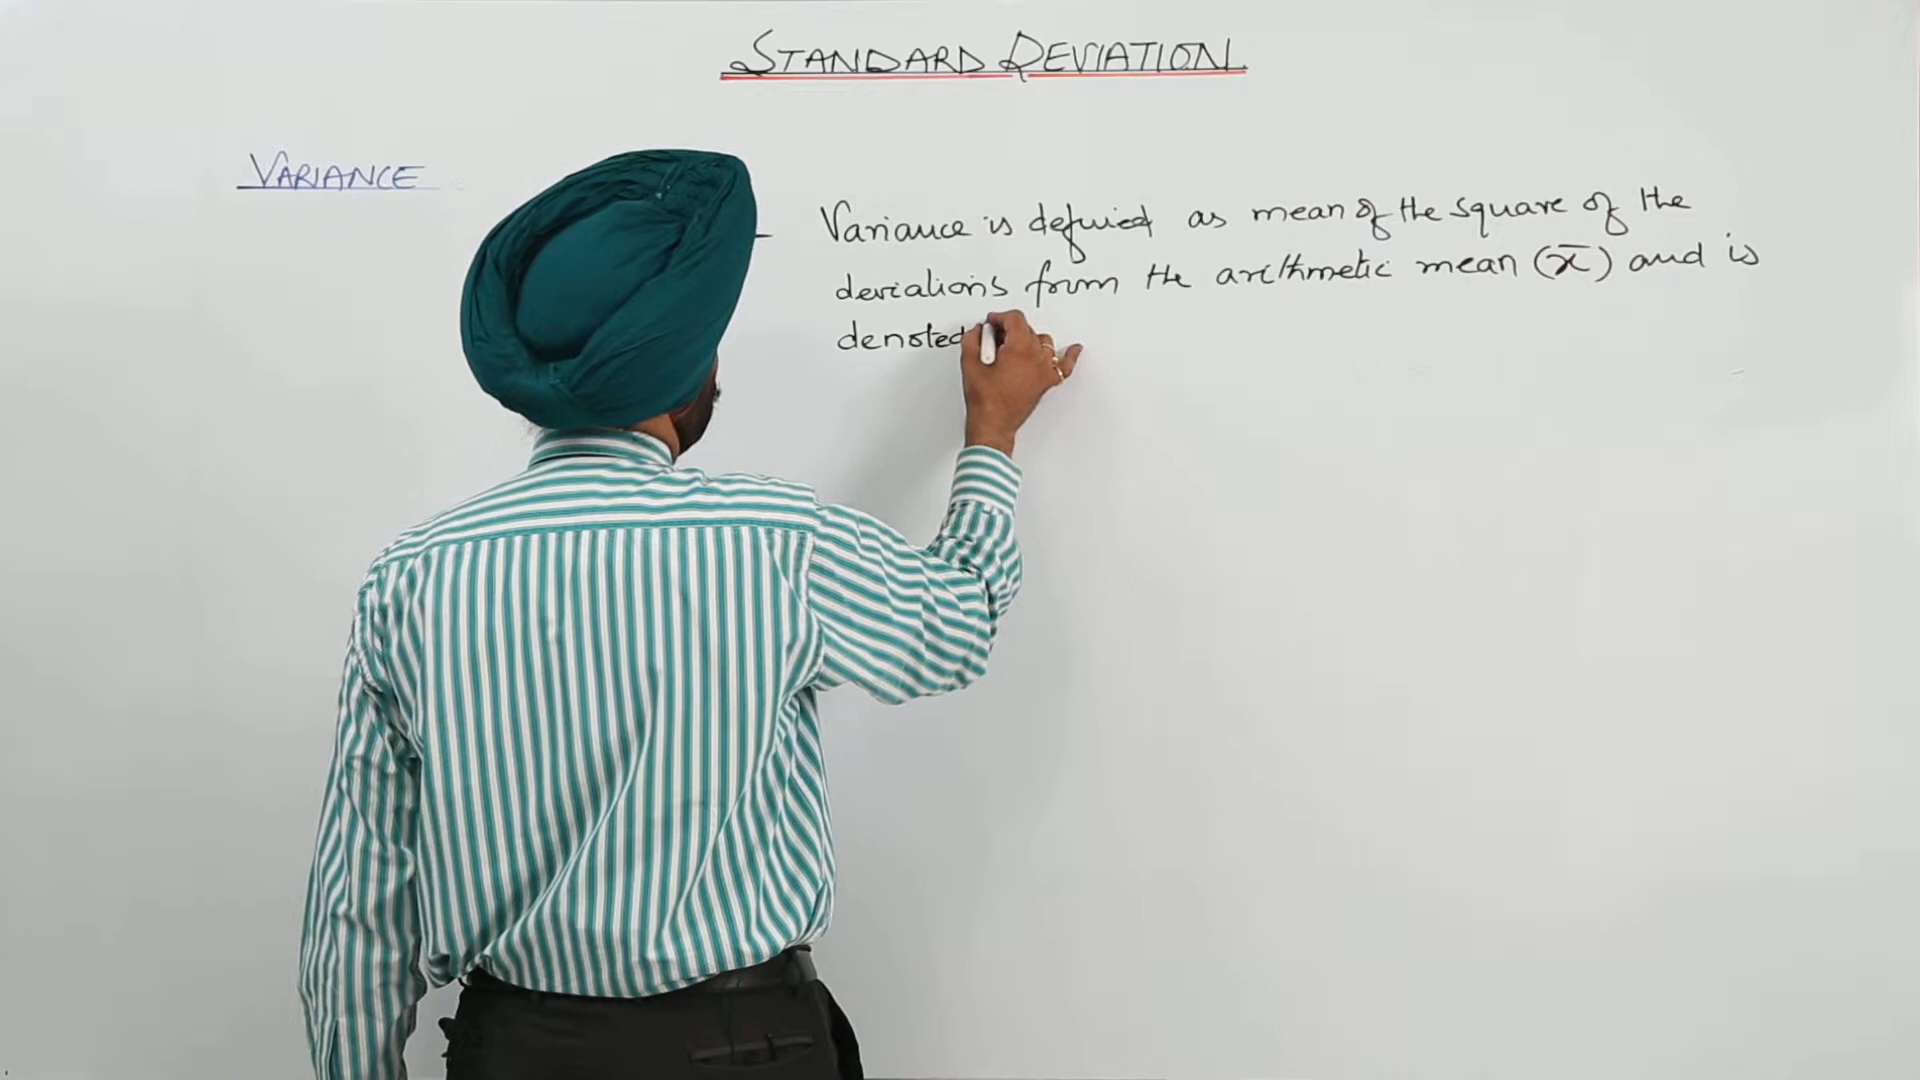 STANDARD DEVIATION
VARIANCE
Variance is defined as mean of the square of the
deviations from the arithmetic mean (x̄) and is
denoted